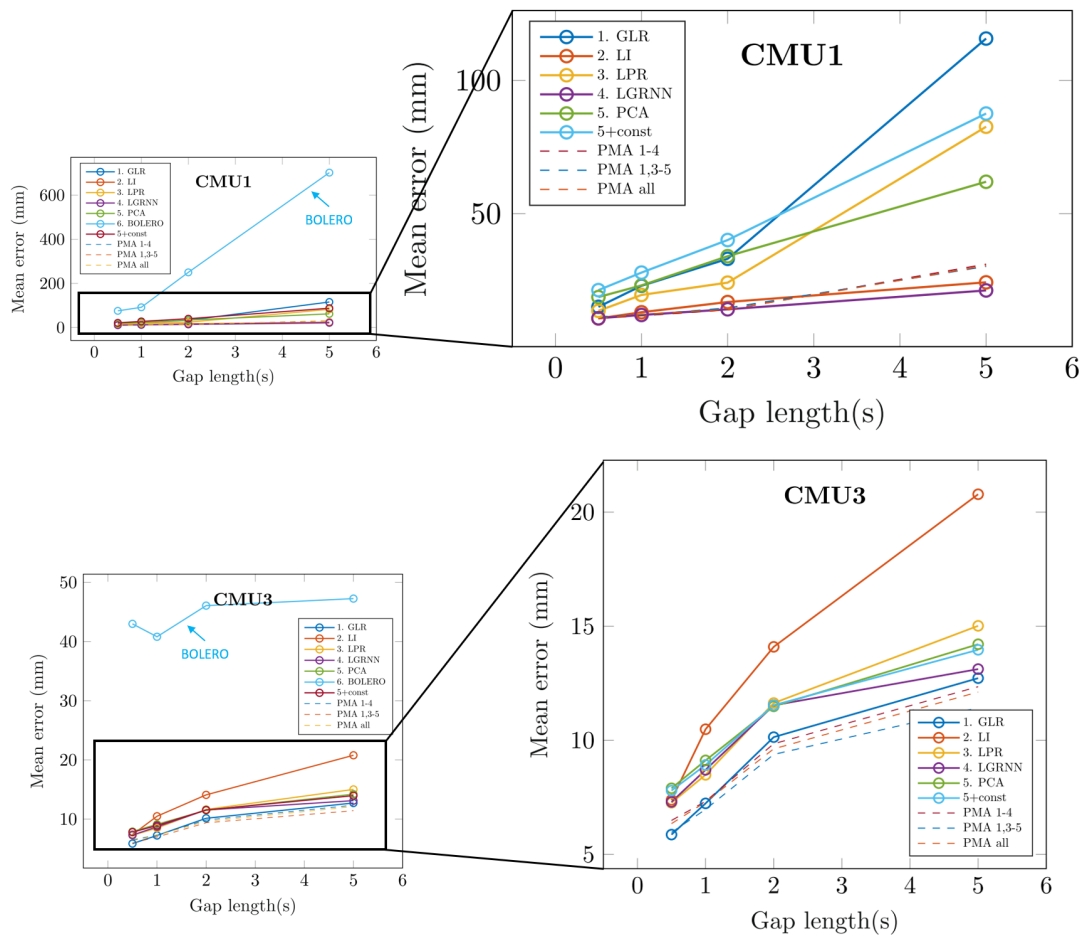 CMU1
Mean error (mm)
600
400
200
0
0 1 2 3 4 5 6
Gap length(s)
1. GLR
2. LI
3. LPR
4. LGRNN
5. PCA
6. BOLERO
5+const
PMA 1-4
PMA 1,3-5
PMA all
BOLERO
CMU1
Mean error (mm)
100
50
0 1 2 4 5 6
Gap length(s)
1. GLR
2. LI
3. LPR
4. LGRNN
5. PCA
5+const
PMA 1-4
PMA 1,3-5
PMA all
CMU3
Mean error (mm)
50
40
30
20
10
0 1 2 3 4 5 6
Gap length(s)
BOLERO
1. GLR
2. LI
3. LPR
4. LGRNN
5. PCA
6. BOLERO
5+const
PMA 1-4
PMA 1,3-5
PMA all
CMU3
Mean error (mm)
20
15
10
5
0 1 2 3 4 5 6
Gap length(s)
1. GLR
2. LI
3. LPR
4. LGRNN
5. PCA
5+const
PMA 1-4
PMA 1,3-5
PMA all